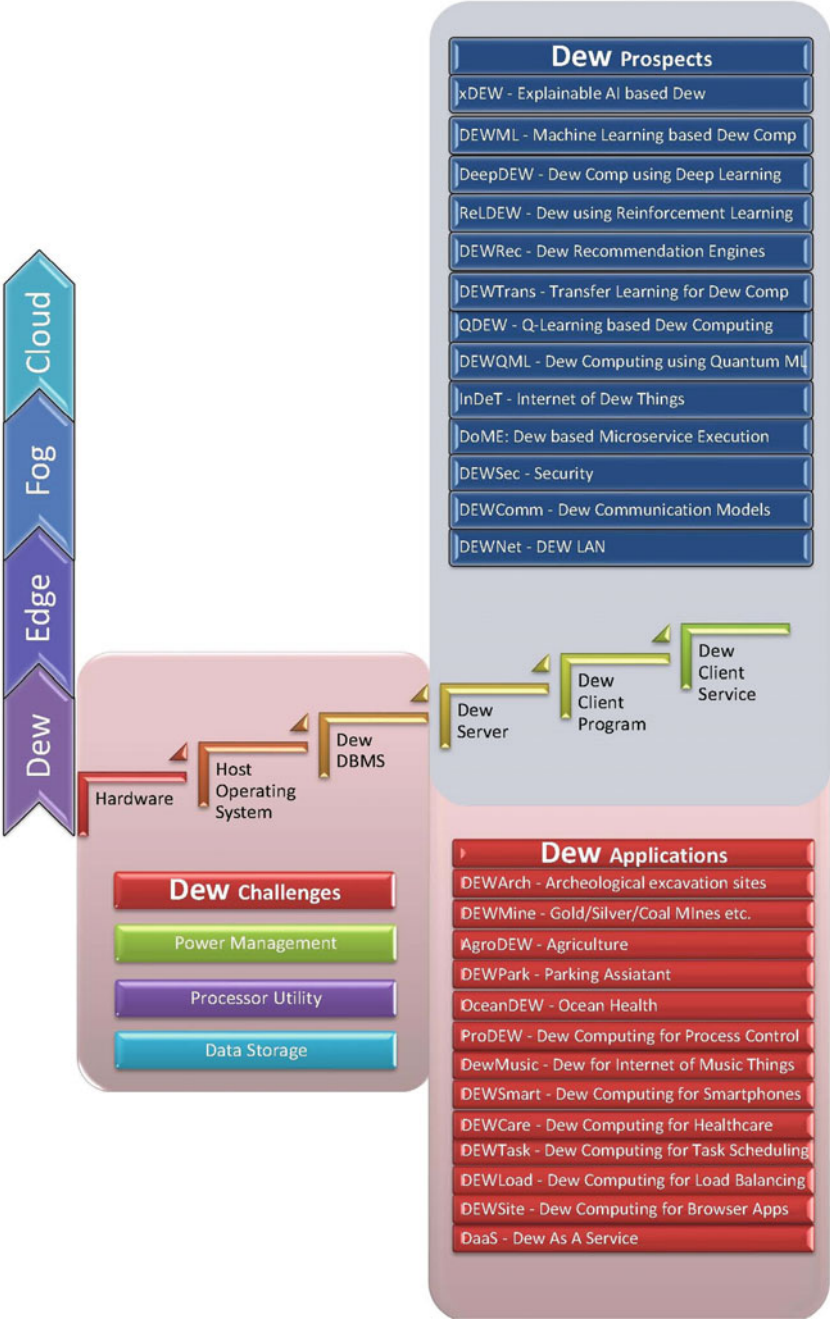 Dew Prospects
xDEW - Explainable AI based Dew
DEWML - Machine Learning based Dew Comp
DeepDEW - Dew Comp using Deep Learning
ReLDEW - Dew using Reinforcement Learning
DEWRec - Dew Recommendation Engines
DEWTrans - Transfer Learning for Dew Comp
QDEW - Q-Learning based Dew Computing
DEWQML - Dew Computing using Quantum ML
InDeT - Internet of Dew Things
DoME: Dew based Microservice Execution
DEWSec - Security
DEWComm - Dew Communication Models
DEWNet - DEW LAN
Cloud
Fog
Edge
Dew
Hardware
Host
Operating
System
Dew
DBMS
Dew
Server
Dew
Client
Program
Dew
Client
Service
Dew Challenges
Power Management
Processor Utility
Data Storage
Dew Applications
DEWArch - Archeological excavation sites
DEWMine - Gold/Silver/Coal MInes etc.
AgroDEW - Agriculture
DEWPark - Parking Assiatant
OceanDEW - Ocean Health
ProDEW - Dew Computing for Process Control
DewMusic - Dew for Internet of Music Things
DEWSmart - Dew Computing for Smartphones
DEWCare - Dew Computing for Healthcare
DEWTask - Dew Computing for Task Scheduling
DEWLoad - Dew Computing for Load Balancing
DEWSite - Dew Computing for Browser Apps
DaaS - Dew As A Service